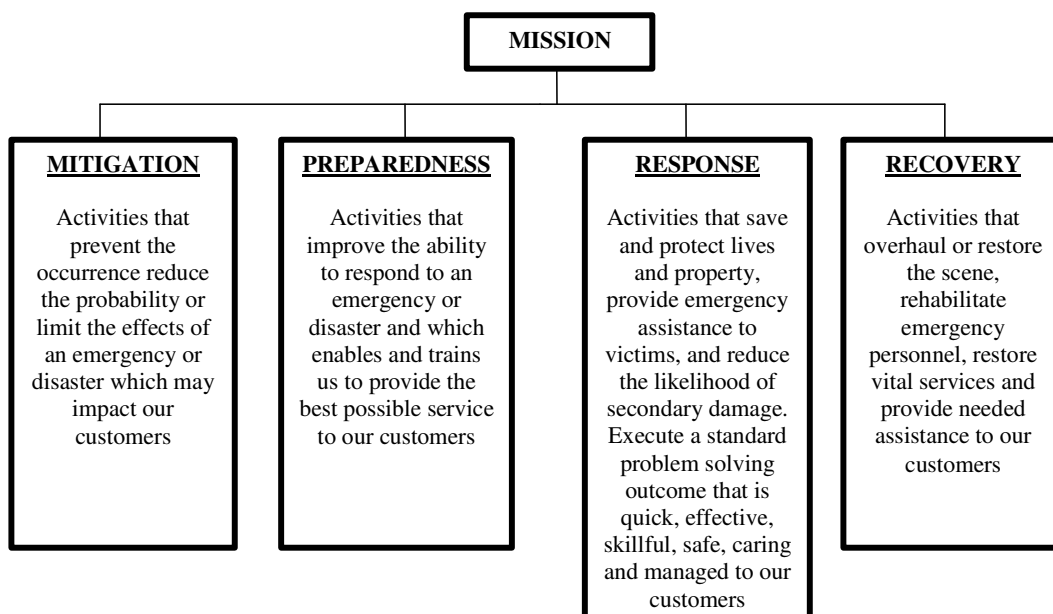 MISSION
MITIGATION
Activities that
prevent the
occurrence reduce
the probability or
limit the effects of
an emergency or
disaster which may
impact our
customers
PREPAREDNESS
Activities that
improve the ability
to respond to an
emergency or
disaster and which
enables and trains
us to provide the
best possible service
to our customers
RESPONSE
Activities that save
and protect lives
and property,
provide emergency
assistance to
victims, and reduce
the likelihood of
secondary damage.
Execute a standard
problem solving
outcome that is
quick, effective,
skillful, safe, caring
and managed to our
customers
RECOVERY
Activities that
overhaul or restore
the scene,
rehabilitate
emergency
personnel, restore
vital services and
provide needed
assistance to our
customers